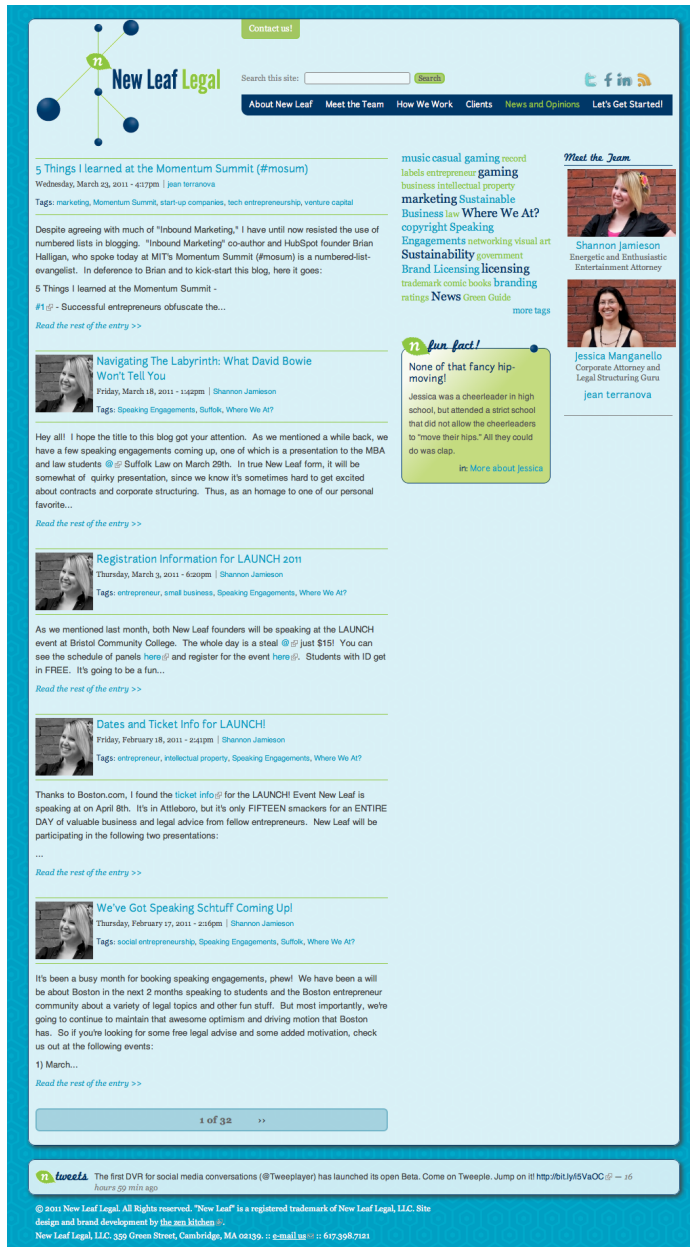 Contact us!
n
New Leaf Legal
Search this site:
Search
About New Leaf Meet the Team How We Work Clients News and Opinions Let's Get Started!
5 Things I learned at the Momentum Summit (#mosum)
Wednesday, March 23, 2011 - 4:17pm | jean terranova
Tags: marketing, Momentum Summit, start-up companies, tech entrepreneurship, venture capital
Despite agreeing with much of "Inbound Marketing," I have until now resisted the use of
numbered lists in blogging. "Inbound Marketing" co-author and HubSpot founder Brian
Halligan, who spoke today at MIT's Momentum Summit (#mosum) is a numbered-list-
evangelist. In deference to Brian and to kick-start this blog, here it goes:
5 Things I learned at the Momentum Summit -
#1 - Successful entrepreneurs obfuscate the...
Read the rest of the entry >>
Navigating The Labyrinth: What David Bowie
Won't Tell You
Friday, March 18, 2011 - 1:42pm | Shannon Jamieson
Tags: Speaking Engagements, Suffolk, Where We At?
Hey all! I hope the title to this blog got your attention. As we mentioned a while back, we
have a few speaking engagements coming up, one of which is a presentation to the MBA
and law students @ Suffolk Law on March 29th. In true New Leaf form, it will be
somewhat of quirky presentation, since we know it's sometimes hard to get excited
about contracts and corporate structuring. Thus, as an homage to one of our personal
favorite...
Read the rest of the entry >>
Registration Information for LAUNCH 2011
Thursday, March 3, 2011 - 6:20pm | Shannon Jamieson
Tags: entrepreneur, small business, Speaking Engagements, Where We At?
As we mentioned last month, both New Leaf founders will be speaking at the LAUNCH
event at Bristol Community College. The whole day is a steal @ just $15! You can
see the schedule of panels here and register for the event here. Students with ID get
in FREE. It's going to be a fun...
Read the rest of the entry >>
Dates and Ticket Info for LAUNCH!
Friday, February 18, 2011 - 2:41pm | Shannon Jamieson
Tags: entrepreneur, intellectual property, Speaking Engagements, Where We At?
Thanks to Boston.com, I found the ticket info for the LAUNCH! Event New Leaf is
speaking at on April 8th. It's in Attleboro, but it's only FIFTEEN smackers for an ENTIRE
DAY of valuable business and legal advice from fellow entrepreneurs. New Leaf will be
participating in the following two presentations:
...
Read the rest of the entry >>
We've Got Speaking Schtuff Coming Up!
Thursday, February 17, 2011 - 2:16pm | Shannon Jamieson
Tags: social entrepreneurship, Speaking Engagements, Suffolk, Where We At?
It's been a busy month for booking speaking engagements, phew! We have been a will
be about Boston in the next 2 months speaking to students and the Boston entrepreneur
community about a variety of legal topics and other fun stuff. But most importantly, we're
going to continue to maintain that awesome optimism and driving motion that Boston
has. So if you're looking for some free legal advise and some added motivation, check
us out at the following events:
1) March...
Read the rest of the entry >>
1 of 32 >>
music casual gaming record
labels entrepreneur gaming
business intellectual property
marketing Sustainable
Business law Where We At?
copyright Speaking
Engagements networking visual art
Sustainability government
Brand Licensing licensing
trademark comic books branding
ratings News Green Guide
more tags
n fun fact!
None of that fancy hip-
moving!
Jessica was a cheerleader in high
school, but attended a strict school
that did not allow the cheerleaders
to "move their hips." All they could
do was clap.
in: More about Jessica
Meet the Team
Shannon Jamieson
Energetic and Enthusiastic
Entertainment Attorney
Jessica Manganello
Corporate Attorney and
Legal Structuring Guru
jean terranova
n tweets
The first DVR for social media conversations (@Tweeplayer) has launched its open Beta. Come on Tweeple. Jump on it! http://bit.ly/i5VaOC — 16
hours 59 min ago
© 2011 New Leaf Legal. All Rights reserved. "New Leaf" is a registered trademark of New Leaf Legal, LLC. Site
design and brand development by the zen kitchen.
New Leaf Legal, LLC. 359 Green Street, Cambridge, MA 02139. :: e-mail us :: 617.398.7121